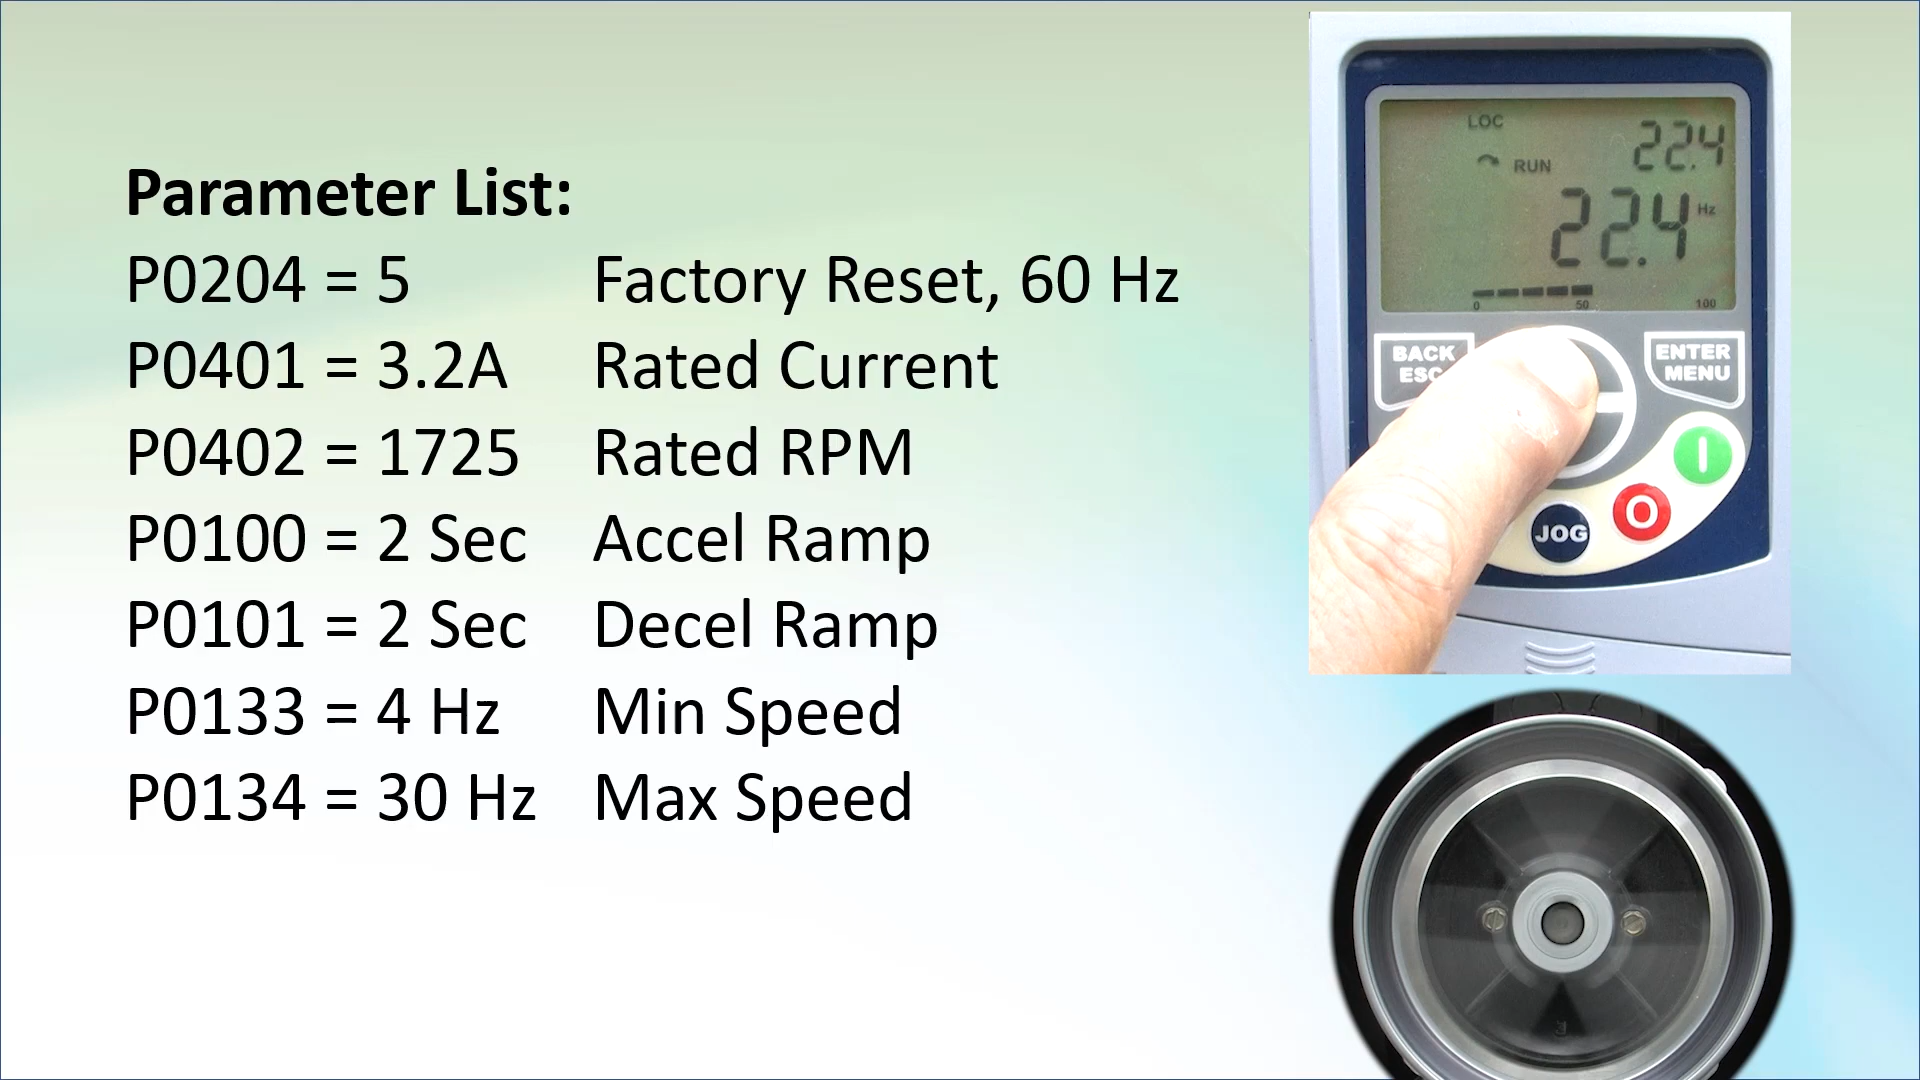 Parameter List:
P0204 = 5 Factory Reset, 60 Hz
P0401 = 3.2A Rated Current
P0402 = 1725 Rated RPM
P0100 = 2 Sec Accel Ramp
P0101 = 2 Sec Decel Ramp
P0133 = 4 Hz Min Speed
P0134 = 30 Hz Max Speed
LOC 22.4
RUN
22.4 Hz
0 50 100
BACK
ESC
ENTER
MENU
I
O
JOG